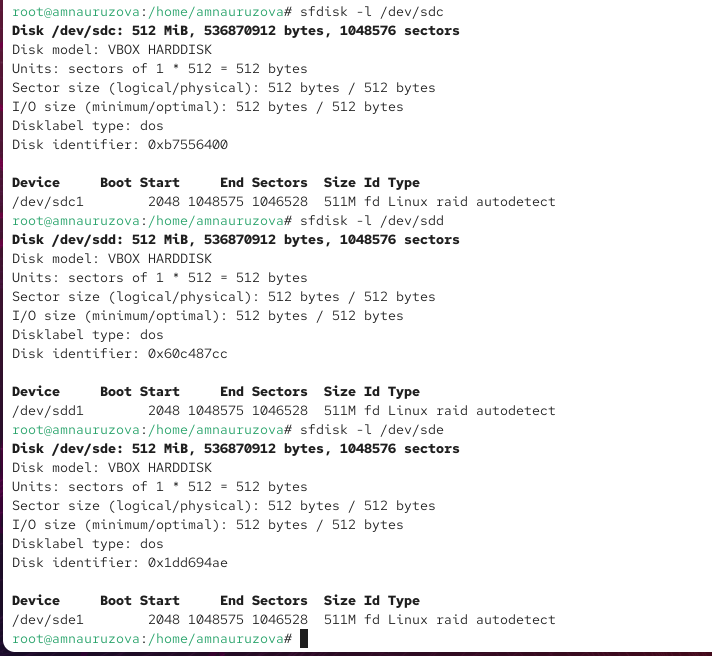 root@amnauruzova:/home/amnauruzova# sfdisk -l /dev/sdc
Disk /dev/sdc: 512 MiB, 536870912 bytes, 1048576 sectors
Disk model: VBOX HARDDISK
Units: sectors of 1 * 512 = 512 bytes
Sector size (logical/physical): 512 bytes / 512 bytes
I/O size (minimum/optimal): 512 bytes / 512 bytes
Disklabel type: dos
Disk identifier: 0xb7556400

Device     Boot Start     End Sectors  Size Id Type
/dev/sdc1        2048 1048575 1046528  511M fd Linux raid autodetect
root@amnauruzova:/home/amnauruzova# sfdisk -l /dev/sdd
Disk /dev/sdd: 512 MiB, 536870912 bytes, 1048576 sectors
Disk model: VBOX HARDDISK
Units: sectors of 1 * 512 = 512 bytes
Sector size (logical/physical): 512 bytes / 512 bytes
I/O size (minimum/optimal): 512 bytes / 512 bytes
Disklabel type: dos
Disk identifier: 0x60c487cc

Device     Boot Start     End Sectors  Size Id Type
/dev/sdd1        2048 1048575 1046528  511M fd Linux raid autodetect
root@amnauruzova:/home/amnauruzova# sfdisk -l /dev/sde
Disk /dev/sde: 512 MiB, 536870912 bytes, 1048576 sectors
Disk model: VBOX HARDDISK
Units: sectors of 1 * 512 = 512 bytes
Sector size (logical/physical): 512 bytes / 512 bytes
I/O size (minimum/optimal): 512 bytes / 512 bytes
Disklabel type: dos
Disk identifier: 0x1dd694ae

Device     Boot Start     End Sectors  Size Id Type
/dev/sde1        2048 1048575 1046528  511M fd Linux raid autodetect
root@amnauruzova:/home/amnauruzova#